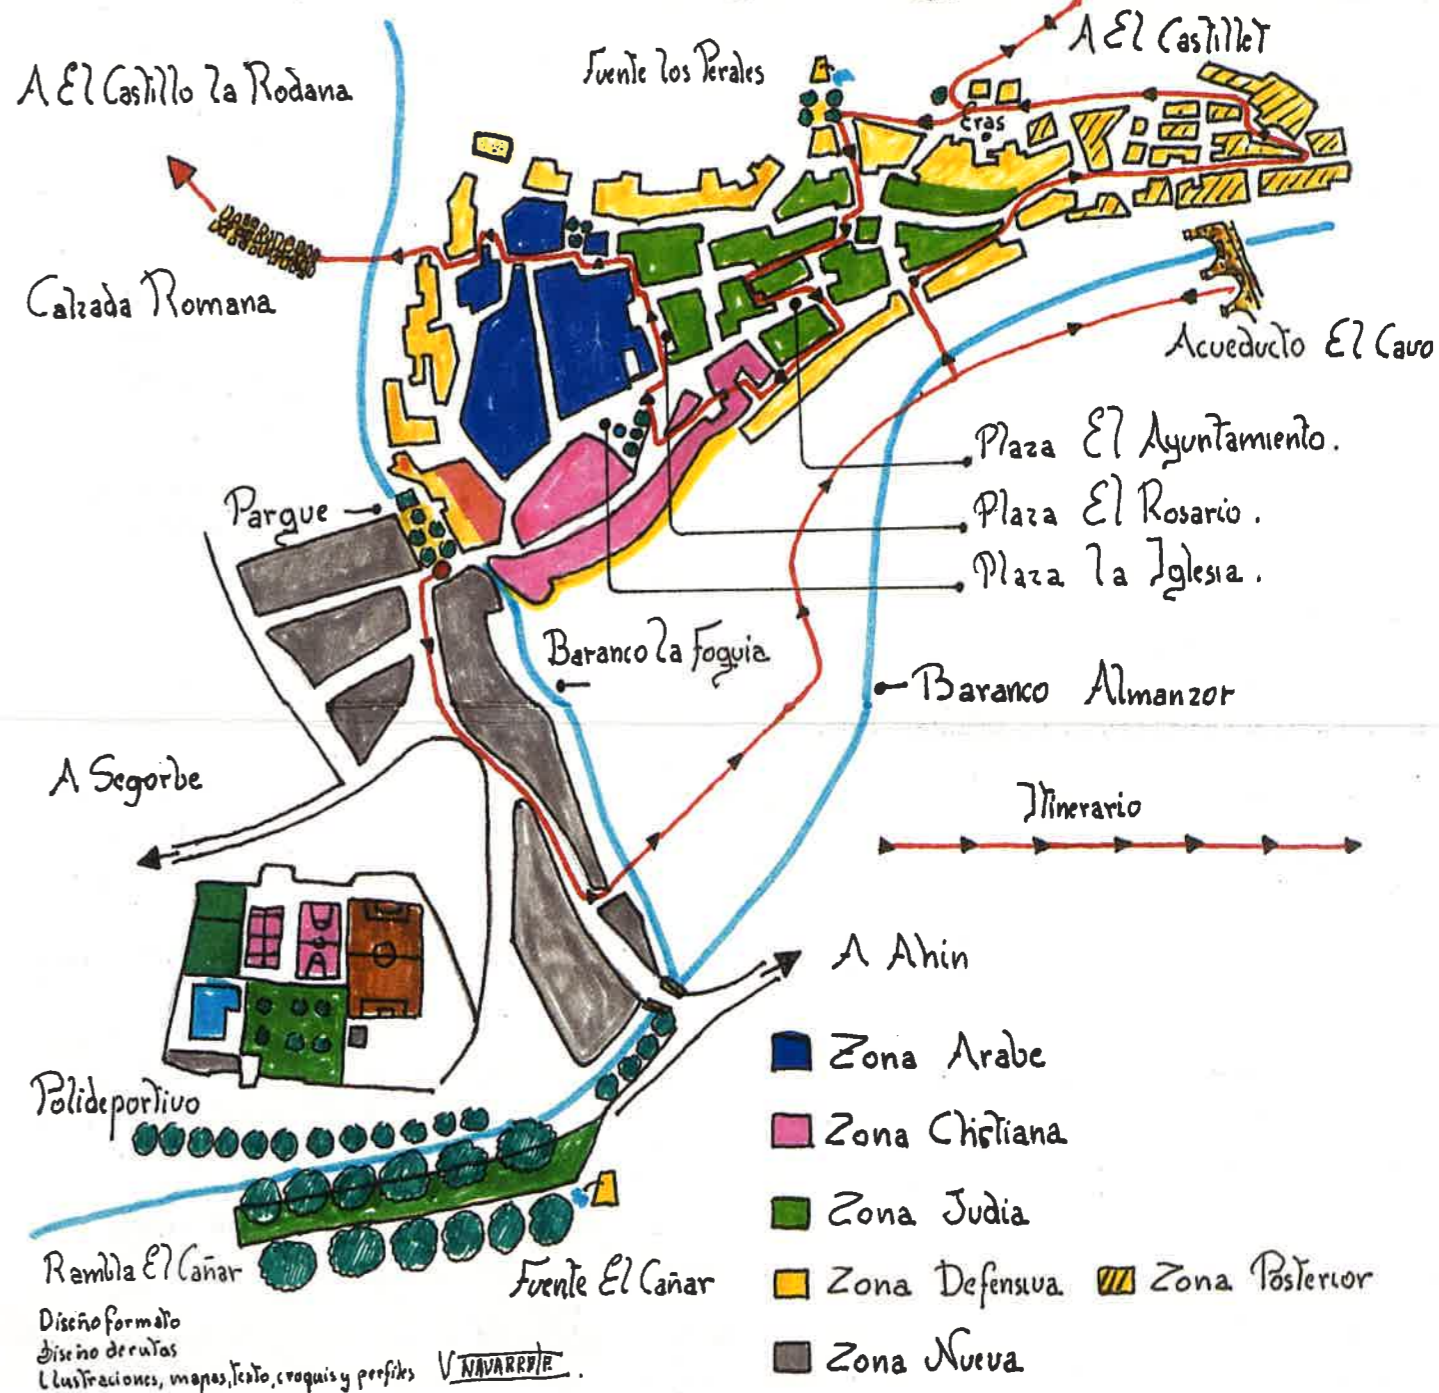 A El Castillet
Fuente los Perales
A El Castillo la Rodana
Eras
Calzada Romana
Acueducto El Cavo
Plaza El Ayuntamiento.
Plaza El Rosario.
Plaza la Iglesia.
Parque
Baranco la Foguia
Baranco Almanzor
A Segorbe
Itinerario
A Ahin
Zona Arabe
Zona Chistiana
Zona Judia
Zona Defensiva
Zona Posterior
Zona Nueva
Polideportivo
Rambla El Cañar
Fuente El Cañar
Diseño formato
diseño de rutas
Llustraciones, mapas, texto, croquis y perfiles V NAVARRETE.